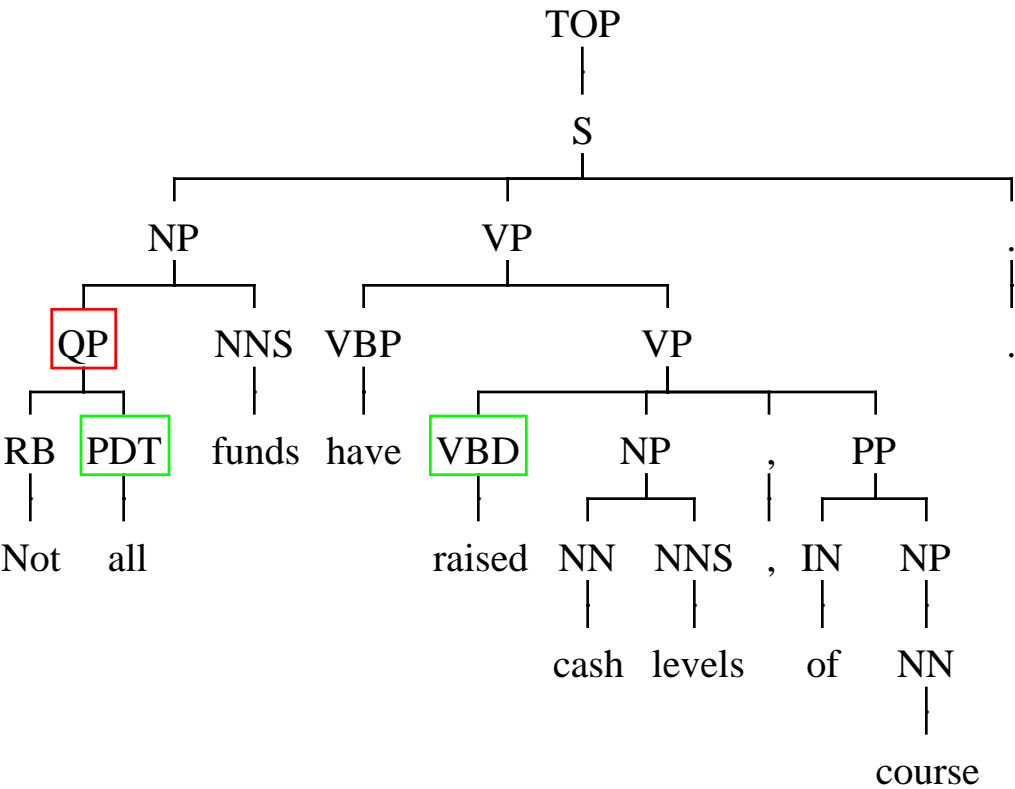 TOP
S
NP VP .
QP NNS VBP VP .
RB PDT funds have VBD NP , PP
Not all raised NN NNS , IN NP
cash levels of NN
course